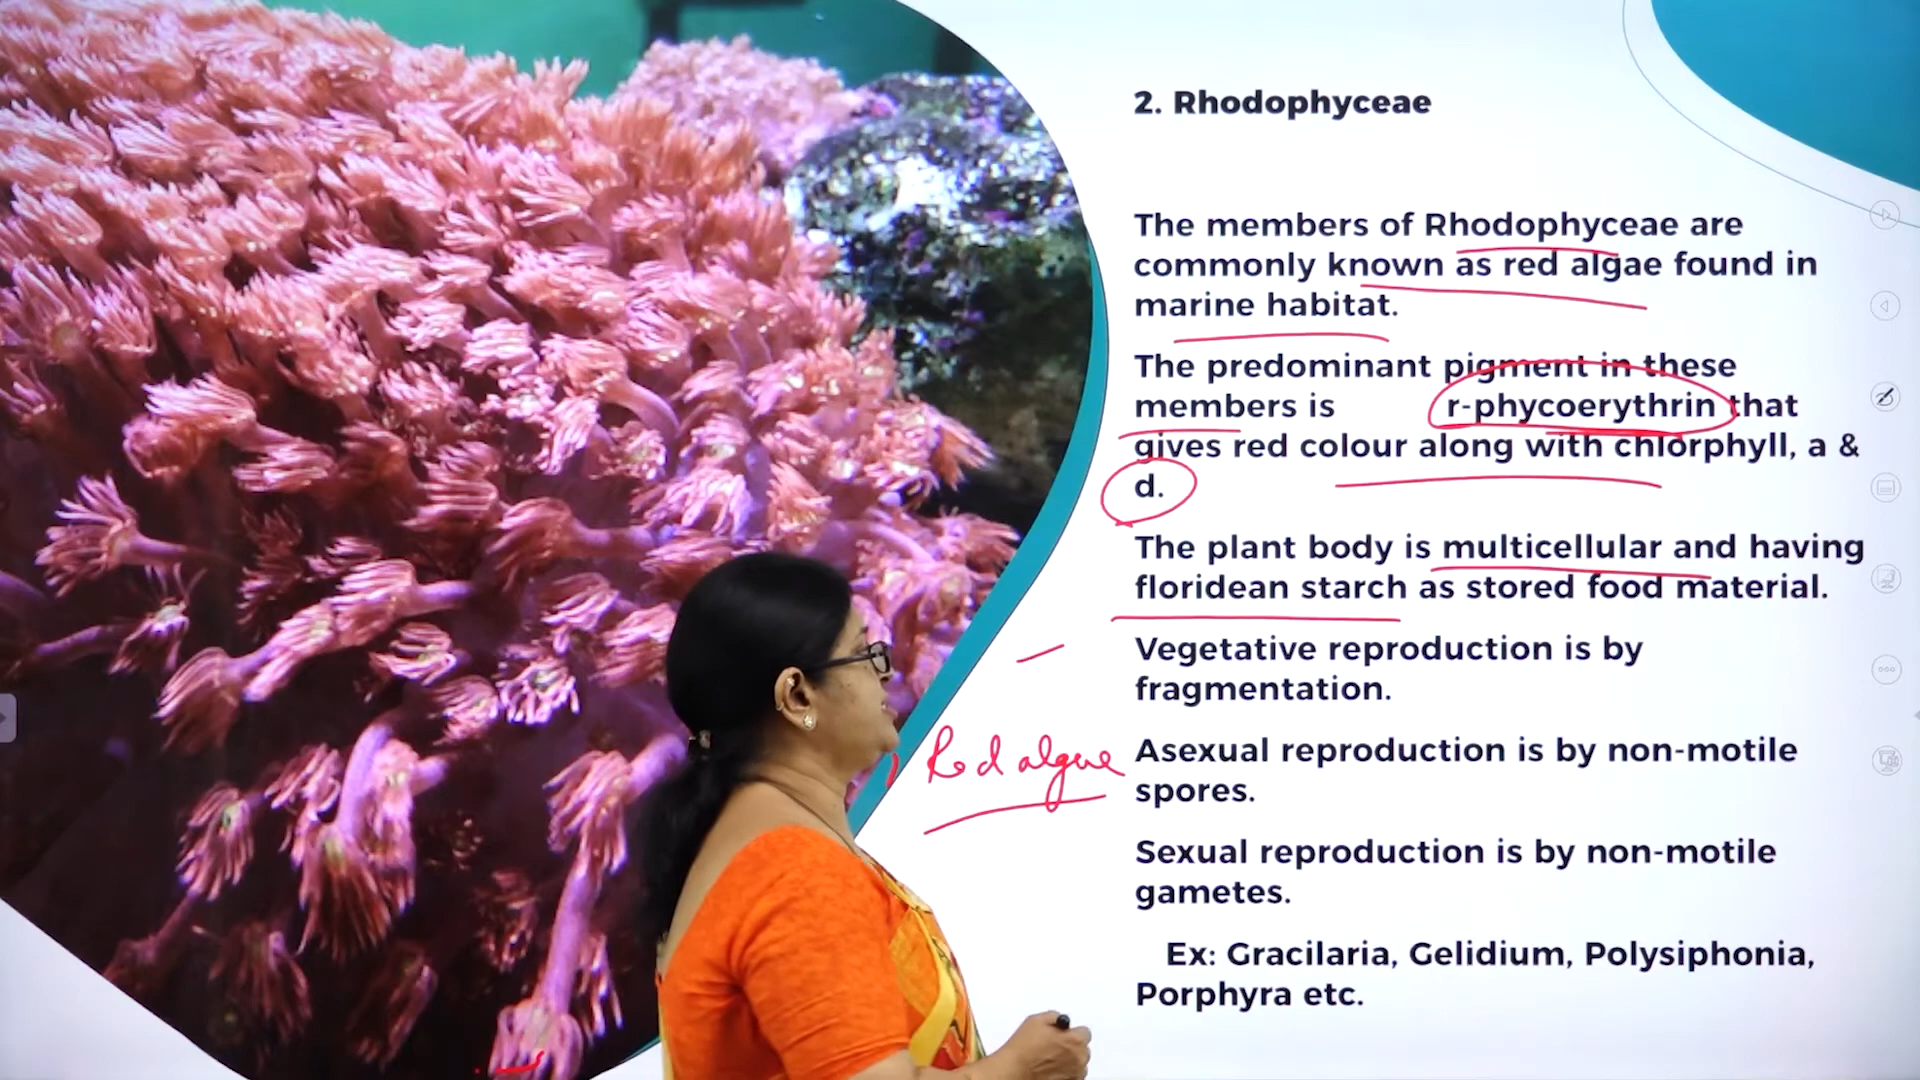 2. Rhodophyceae
The members of Rhodophyceae are
commonly known as red algae found in
marine habitat.
The predominant pigment in these
members is r-phycoerythrin that
gives red colour along with chlorphyll, a &
d.
The plant body is multicellular and having
floridean starch as stored food material.
Vegetative reproduction is by
fragmentation.
Red algae
Asexual reproduction is by non-motile
spores.
Sexual reproduction is by non-motile
gametes.
Ex: Gracilaria, Gelidium, Polysiphonia,
Porphyra etc.